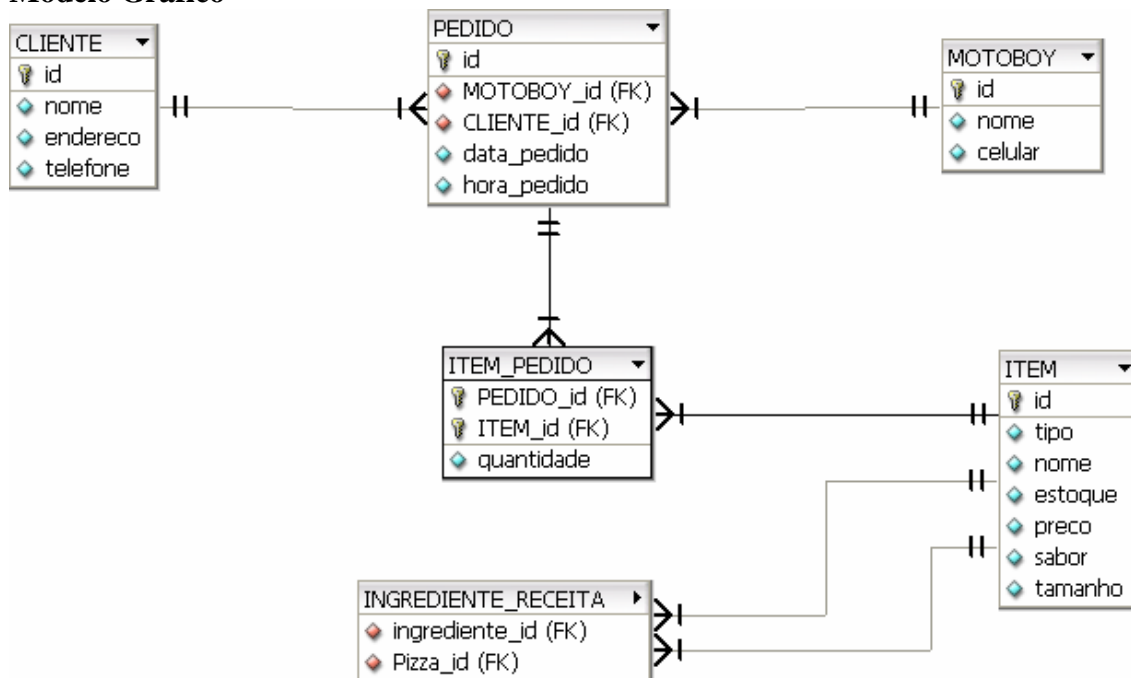 Modelo Gráfico
CLIENTE
id
nome
endereco
telefone
PEDIDO
id
MOTOBOY_id (FK)
CLIENTE_id (FK)
data_pedido
hora_pedido
MOTOBOY
id
nome
celular
ITEM_PEDIDO
PEDIDO_id (FK)
ITEM_id (FK)
quantidade
ITEM
id
tipo
nome
estoque
preco
sabor
tamanho
INGREDIENTE_RECEITA
ingrediente_id (FK)
Pizza_id (FK)